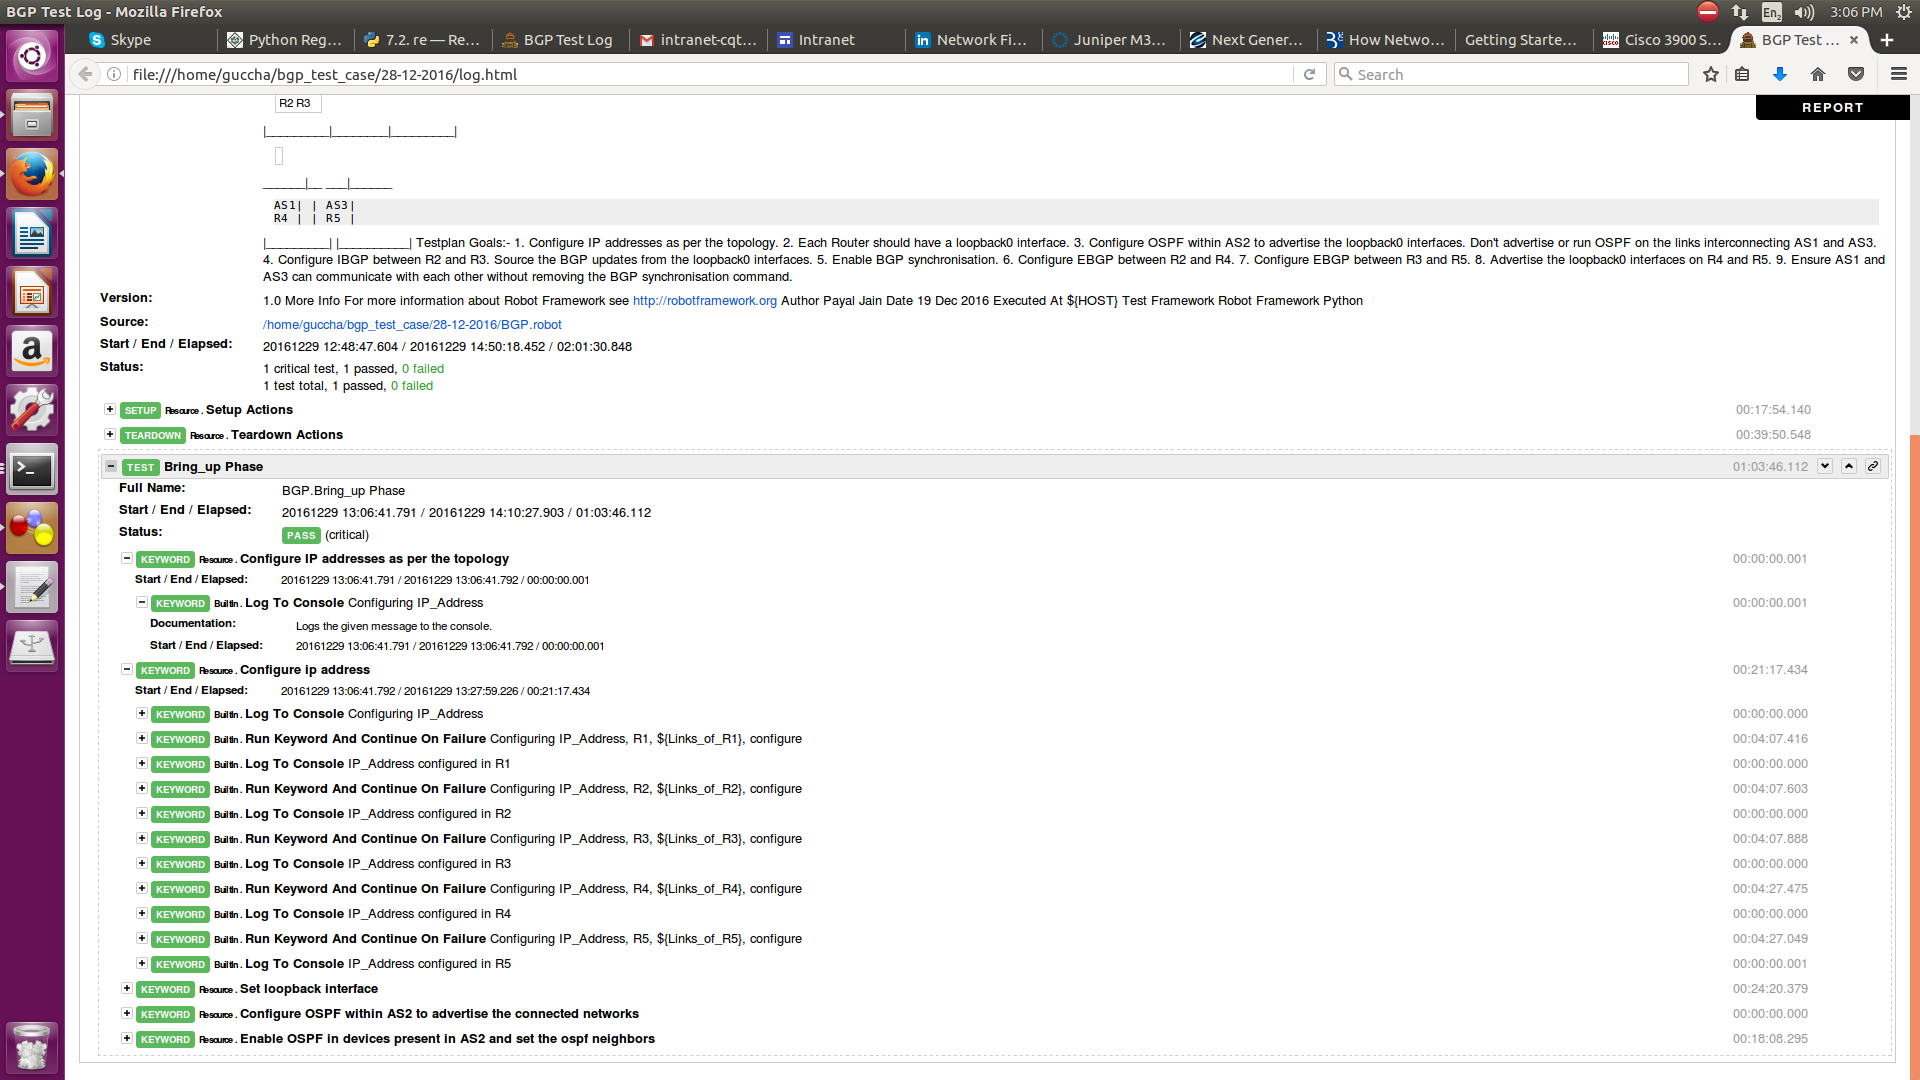 BGP Test Log - Mozilla Firefox
En2
3:06 PM
Skype
Python Reg...
7.2. re — Re...
BGP Test Log
intranet-cqt...
Intranet
Network Fi...
Juniper M3...
Next Gener...
How Netwo...
Getting Starte...
Cisco 3900 S...
BGP Test ...
file:///home/guccha/bgp_test_case/28-12-2016/log.html
Search
REPORT
R2 R3
|_________|________|_________|
______|__ ___|______
AS1| | AS3|
R4 | | R5 |
|_________| |__________| Testplan Goals:- 1. Configure IP addresses as per the topology. 2. Each Router should have a loopback0 interface. 3. Configure OSPF within AS2 to advertise the loopback0 interfaces. Don't advertise or run OSPF on the links interconnecting AS1 and AS3.
4. Configure IBGP between R2 and R3. Source the BGP updates from the loopback0 interfaces. 5. Enable BGP synchronisation. 6. Configure EBGP between R2 and R4. 7. Configure EBGP between R3 and R5. 8. Advertise the loopback0 interfaces on R4 and R5. 9. Ensure AS1 and
AS3 can communicate with each other without removing the BGP synchronisation command.
Version: 1.0 More Info For more information about Robot Framework see http://robotframework.org Author Payal Jain Date 19 Dec 2016 Executed At ${HOST} Test Framework Robot Framework Python
Source: /home/guccha/bgp_test_case/28-12-2016/BGP.robot
Start / End / Elapsed: 20161229 12:48:47.604 / 20161229 14:50:18.452 / 02:01:30.848
Status: 1 critical test, 1 passed, 0 failed
1 test total, 1 passed, 0 failed
+ SETUP Resource . Setup Actions 00:17:54.140
+ TEARDOWN Resource . Teardown Actions 00:39:50.548
- TEST Bring_up Phase 01:03:46.112
Full Name: BGP.Bring_up Phase
Start / End / Elapsed: 20161229 13:06:41.791 / 20161229 14:10:27.903 / 01:03:46.112
Status: PASS (critical)
- KEYWORD Resource . Configure IP addresses as per the topology 00:00:00.001
Start / End / Elapsed: 20161229 13:06:41.791 / 20161229 13:06:41.792 / 00:00:00.001
- KEYWORD BuiltIn . Log To Console Configuring IP_Address 00:00:00.001
Documentation: Logs the given message to the console.
Start / End / Elapsed: 20161229 13:06:41.791 / 20161229 13:06:41.792 / 00:00:00.001
- KEYWORD Resource . Configure ip address 00:21:17.434
Start / End / Elapsed: 20161229 13:06:41.792 / 20161229 13:27:59.226 / 00:21:17.434
+ KEYWORD BuiltIn . Log To Console Configuring IP_Address 00:00:00.000
+ KEYWORD BuiltIn . Run Keyword And Continue On Failure Configuring IP_Address, R1, ${Links_of_R1}, configure 00:04:07.416
+ KEYWORD BuiltIn . Log To Console IP_Address configured in R1 00:00:00.000
+ KEYWORD BuiltIn . Run Keyword And Continue On Failure Configuring IP_Address, R2, ${Links_of_R2}, configure 00:04:07.603
+ KEYWORD BuiltIn . Log To Console IP_Address configured in R2 00:00:00.000
+ KEYWORD BuiltIn . Run Keyword And Continue On Failure Configuring IP_Address, R3, ${Links_of_R3}, configure 00:04:07.888
+ KEYWORD BuiltIn . Log To Console IP_Address configured in R3 00:00:00.000
+ KEYWORD BuiltIn . Run Keyword And Continue On Failure Configuring IP_Address, R4, ${Links_of_R4}, configure 00:04:27.475
+ KEYWORD BuiltIn . Log To Console IP_Address configured in R4 00:00:00.000
+ KEYWORD BuiltIn . Run Keyword And Continue On Failure Configuring IP_Address, R5, ${Links_of_R5}, configure 00:04:27.049
+ KEYWORD BuiltIn . Log To Console IP_Address configured in R5 00:00:00.001
+ KEYWORD Resource . Set loopback interface 00:24:20.379
+ KEYWORD Resource . Configure OSPF within AS2 to advertise the connected networks 00:00:00.000
+ KEYWORD Resource . Enable OSPF in devices present in AS2 and set the ospf neighbors 00:18:08.295